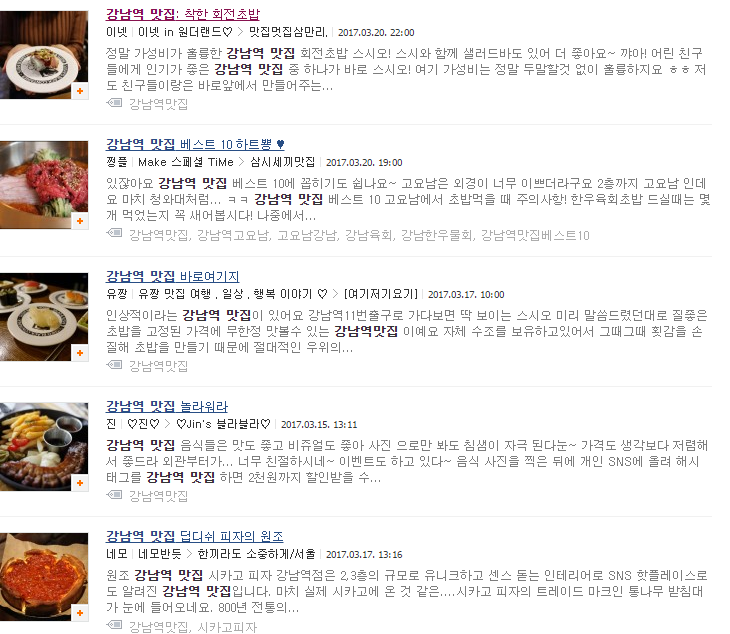 강남역 맛집: 착한 회전초밥
이넷 | 이넷 in 원더랜드♡ > 맛집멋집삼만리. | 2017.03.20. 22:00
정말 가성비가 훌륭한 강남역 맛집 회전초밥 스시오! 스시와 함께 샐러드바도 있어 더 좋아요~ 꺄아! 어린 친구
들에게 인기가 좋은 강남역 맛집 중 하나가 바로 스시오! 여기 가성비는 정말 두말할것 없이 훌륭하지요 ㅎㅎ 저
도 친구들이랑은 바로앞에서 만들어주는...
강남역맛집
강남역 맛집 베스트 10 하트뿅 ♥
쩡플 | Make 스페셜 TiMe > 삼시세끼맛집 | 2017.03.20. 19:00
있잖아요 강남역 맛집 베스트 10에 꼽히기도 쉽나요~ 고요남은 외경이 너무 이쁘더라구요 2층까지 고요남 인데
요 마치 청와대처럼... ㅋㅋ 강남역 맛집 베스트 10 고요남에서 초밥먹을 때 주의사항! 한우육회초밥 드실때는 몇
개 먹었는지 꼭 새어봅시다! 나중에서...
강남역맛집, 강남역고요남, 고요남강남, 강남육회, 강남한우물회, 강남역맛집베스트10
강남역 맛집 바로여기지
유짱 | 유짱 맛집 여행 , 일상 , 행복 이야기 ♡ > [여기저기요기] | 2017.03.17. 10:00
인상적이라는 강남역 맛집이 있어요 강남역11번출구로 가다보면 딱 보이는 스시오 미리 말씀드렸던대로 질좋은
초밥을 고정된 가격에 무한정 맛볼수 있는 강남역맛집 이예요 자체 수조를 보유하고있어서 그때그때 횟감을 손
질해 초밥을 만들기 때문에 절대적인 우위의...
강남역맛집
강남역 맛집 놀라워라
진 | ♡진♡ > ♡Jin's 블라블라♡ | 2017.03.15. 13:11
강남역 맛집 음식들은 맛도 좋고 비쥬얼도 좋아 사진 으로만 봐도 침샘이 자극 된다눈~ 가격도 생각보다 저렴해
서 좋드라 외관부터가... 너무 친절하시네~ 이벤트도 하고 있다~ 음식 사진을 찍은 뒤에 개인 SNS에 올려 해시
태그를 강남역 맛집 하면 2천원까지 할인받을 수...
강남역맛집
강남역 맛집 딥디쉬 피자의 원조
네모 | 네모반듯 > 한끼라도 소중하게/서울 | 2017.03.17. 13:16
원조 강남역 맛집 시카고 피자 강남역점은 2,3층의 규모로 유니크하고 센스 돋는 인테리어로 SNS 핫플레이스로
도 알려진 강남역 맛집입니다. 마치 실제 시카고에 온 것 같은....시카고 피자의 트레이드 마크인 통나무 받침대
가 눈에 들어오네요. 800년 전통의...
강남역맛집, 시카고피자